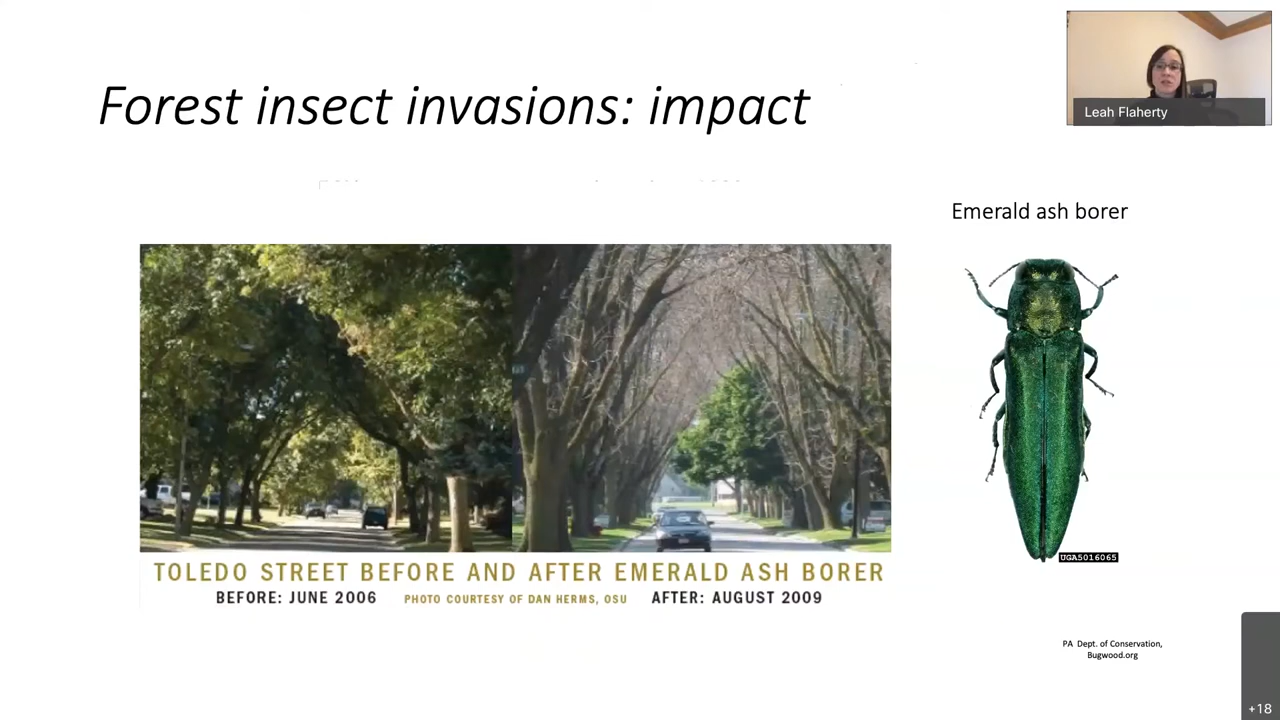 Forest insect invasions: impact
Leah Flaherty
Emerald ash borer
UGA5016065
TOLEDO STREET BEFORE AND AFTER EMERALD ASH BORER
BEFORE: JUNE 2006 PHOTO COURTESY OF DAN HERMS, OSU AFTER: AUGUST 2009
PA Dept. of Conservation,
Bugwood.org
+18